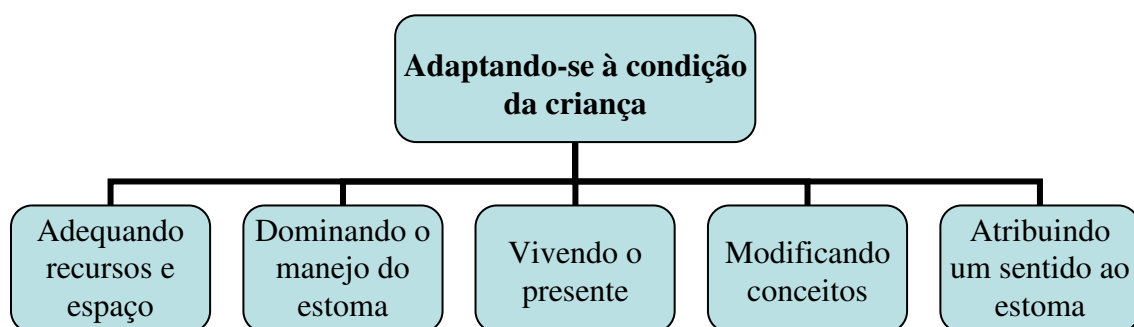 Adaptando-se à condição
da criança
Adequando
recursos e
espaço
Dominando o
manejo do
estoma
Vivendo o
presente
Modificando
conceitos
Atribuindo
um sentido ao
estoma